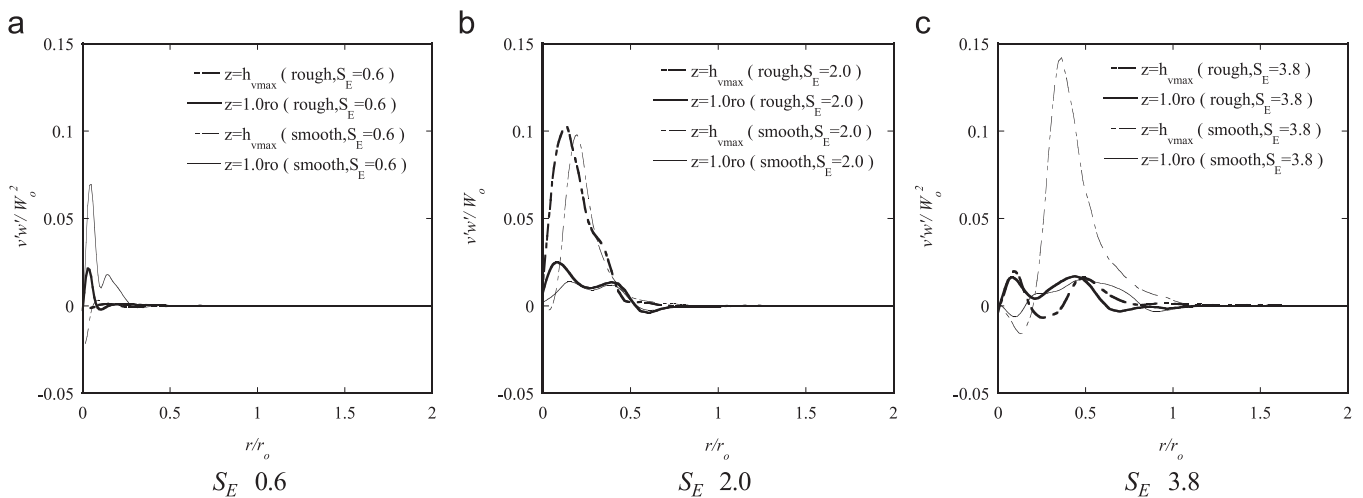 a
0.15
0.1
0.05
0
-0.05
v'w'/W_o^2
z=h_vmax ( rough,S_E=0.6 )
z=1.0ro ( rough,S_E=0.6 )
z=h_vmax ( smooth,S_E=0.6 )
z=1.0ro ( smooth,S_E=0.6 )
0 0.5 1 1.5 2
r/r_o
S_E 0.6
b
0.15
0.1
0.05
0
-0.05
v'w'/W_o
z=h_vmax ( rough,S_E=2.0 )
z=1.0ro ( rough,S_E=2.0 )
z=h_vmax ( smooth,S_E=2.0 )
z=1.0ro ( smooth,S_E=2.0 )
0 0.5 1 1.5 2
r/r_o
S_E 2.0
c
0.15
0.1
0.05
0
-0.05
v'w'/W_o^2
z=h_vmax ( rough,S_E=3.8 )
z=1.0ro ( rough,S_E=3.8 )
z=h_vmax ( smooth,S_E=3.8 )
z=1.0ro ( smooth,S_E=3.8 )
0 0.5 1 1.5 2
r/r_o
S_E 3.8